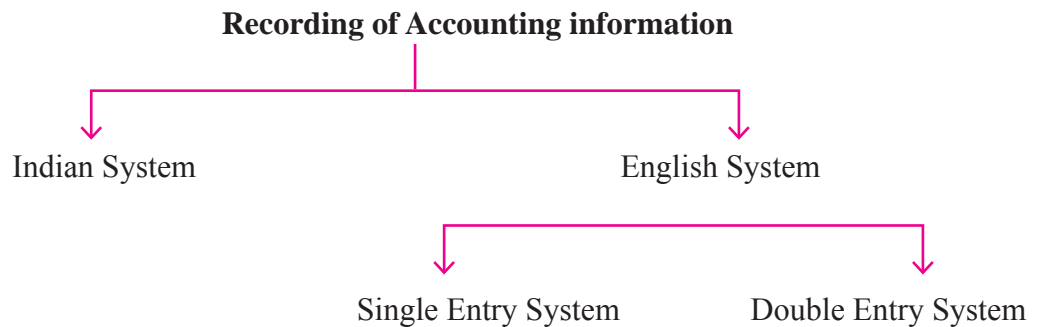 Recording of Accounting information
Indian System
English System
Single Entry System
Double Entry System